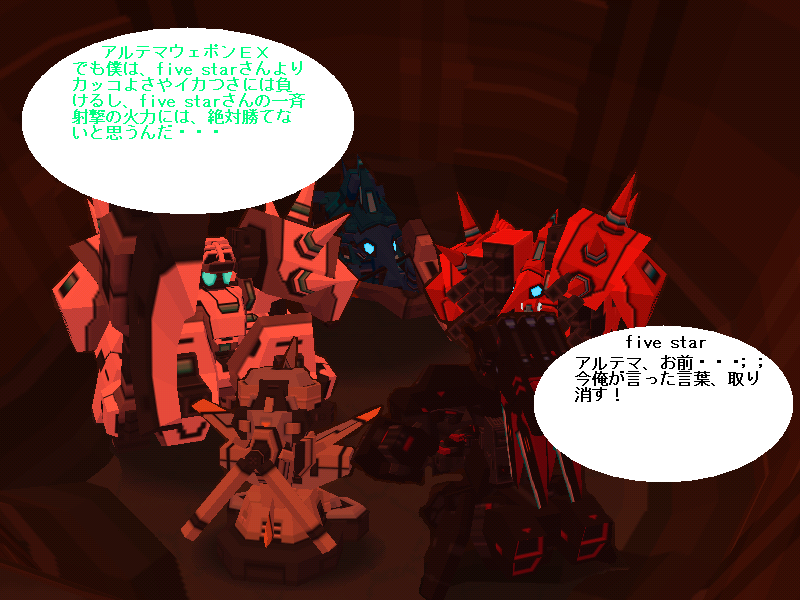 アルテマウェポンＥＸ
でも僕は、five starさんより
カッコよさやイカつさには負
けるし、five starさんの一斉
射撃の火力には、絶対勝てな
いと思うんだ・・・
five star
アルテマ、お前・・・；；
今俺が言った言葉、取り
消す！